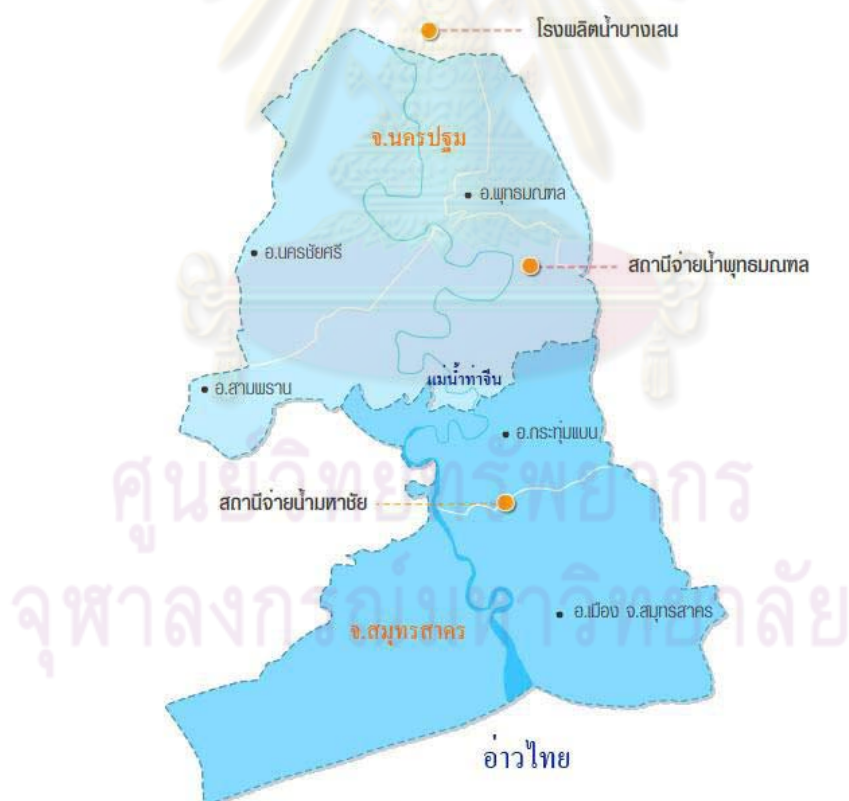 โรงผลิตน้ำบางเลน
จ.นครปฐม
อ.พุทธมณฑล
อ.นครชัยศรี
สถานีจ่ายน้ำพุทธมณฑล
แม่น้ำท่าจีน
อ.สามพราน
อ.กระทุ่มแบน
ศูนย์วิทยทรัพยากร
สถานีจ่ายน้ำมหาชัย
จุฬาลงกรณ์มหาวิทยาลัย
อ.เมือง จ.สมุทรสาคร
จ.สมุทรสาคร
อ่าวไทย